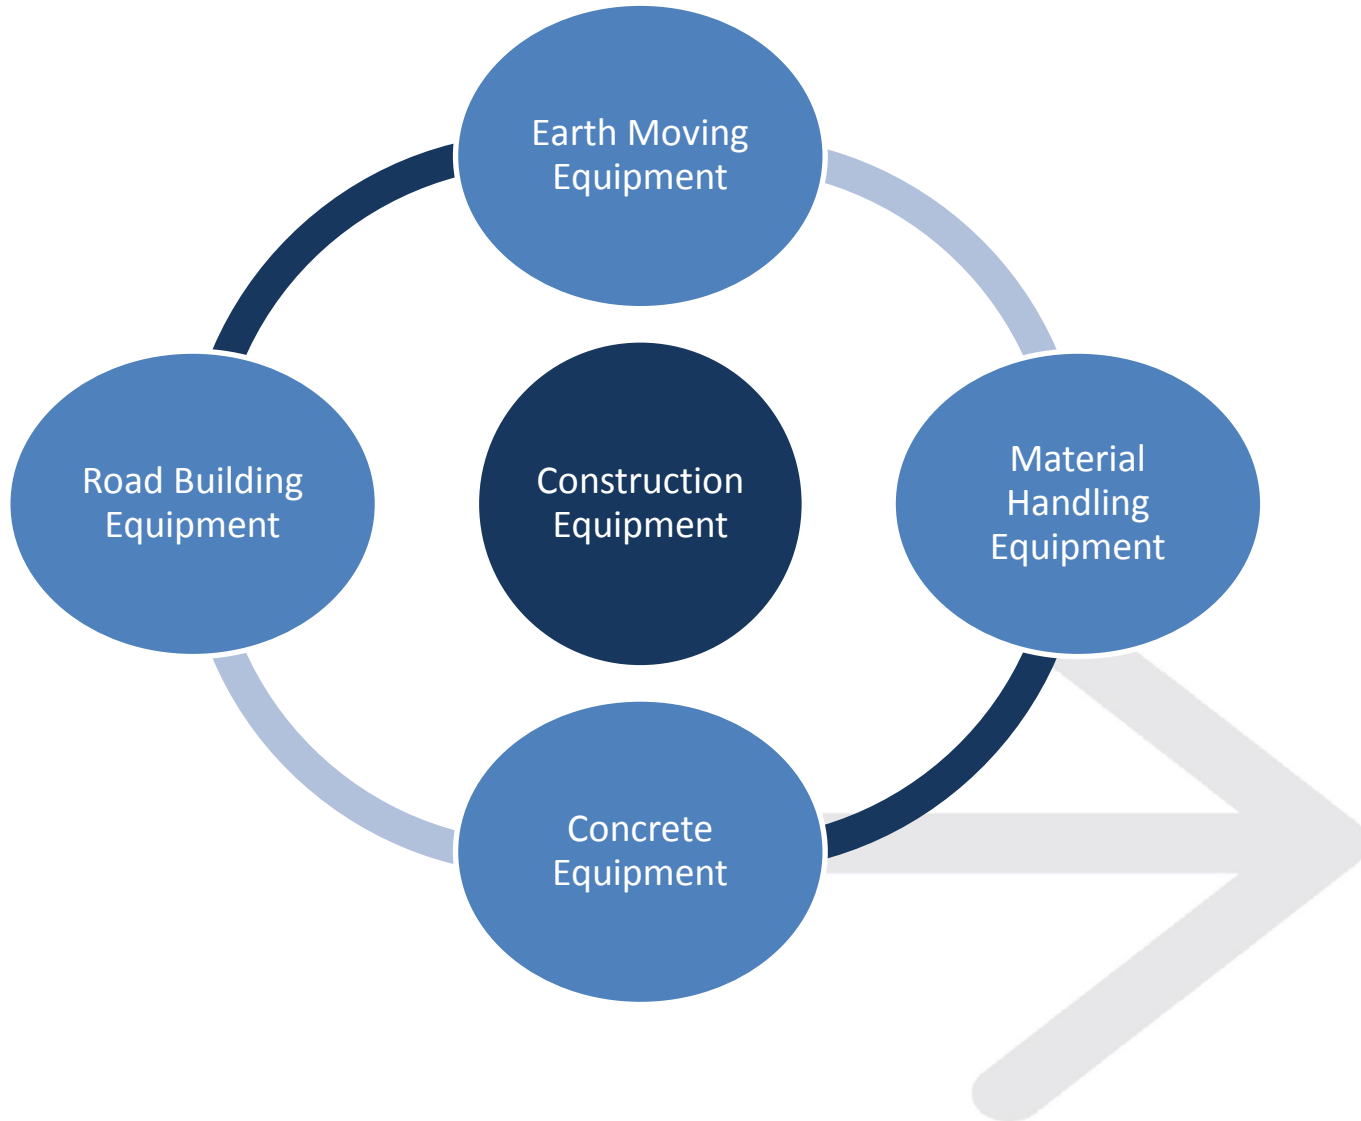 Earth Moving
Equipment
Road Building
Equipment
Construction
Equipment
Material
Handling
Equipment
Concrete
Equipment